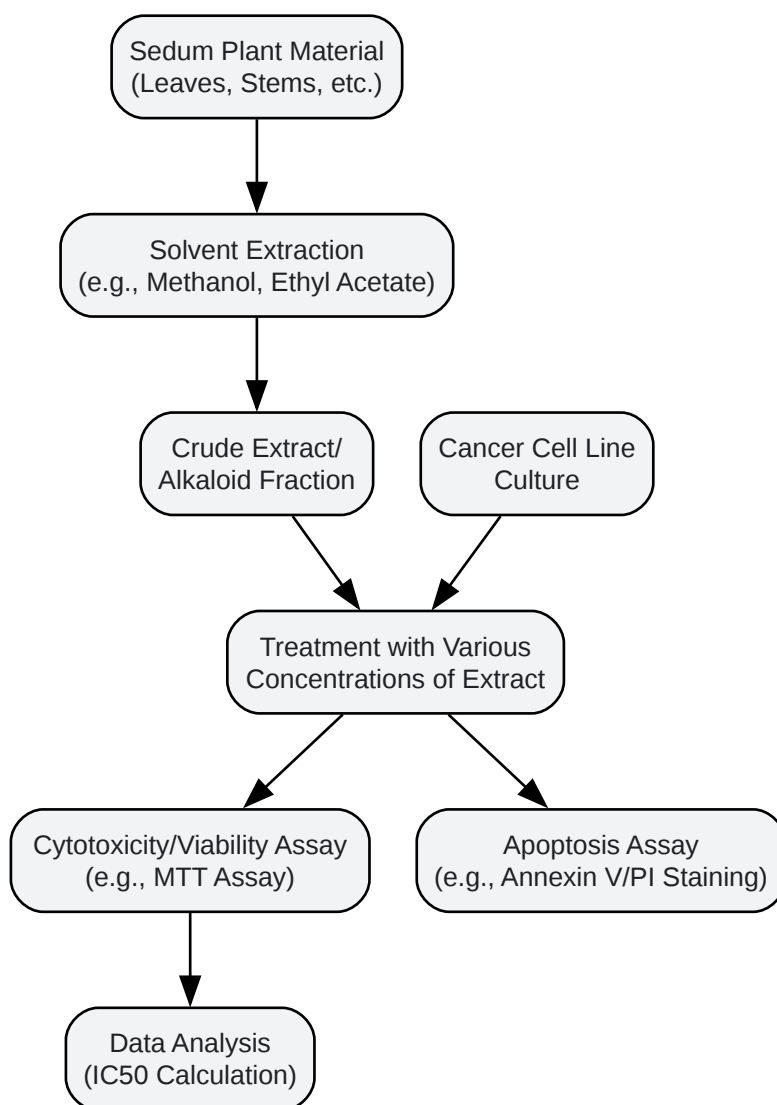 Sedum Plant Material
(Leaves, Stems, etc.)
Solvent Extraction
(e.g., Methanol, Ethyl Acetate)
Crude Extract/
Alkaloid Fraction
Cancer Cell Line
Culture
Treatment with Various
Concentrations of Extract
Cytotoxicity/Viability Assay
(e.g., MTT Assay)
Apoptosis Assay
(e.g., Annexin V/PI Staining)
Data Analysis
(IC50 Calculation)